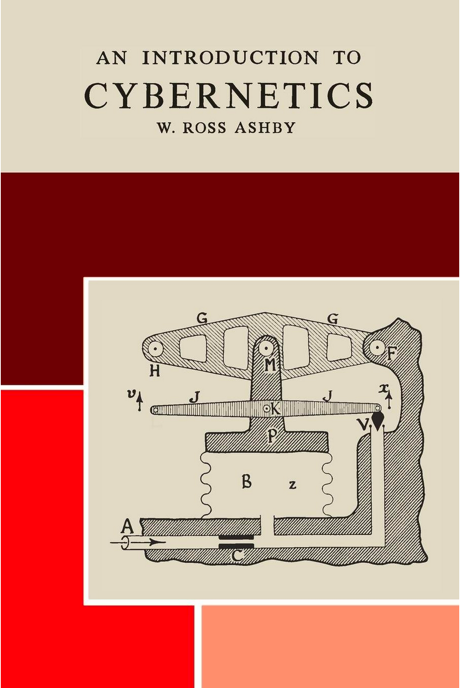 AN INTRODUCTION TO
CYBERNETICS
W. ROSS ASHBY
G G
H M F
v J J x
K
V
P
B z
A
C